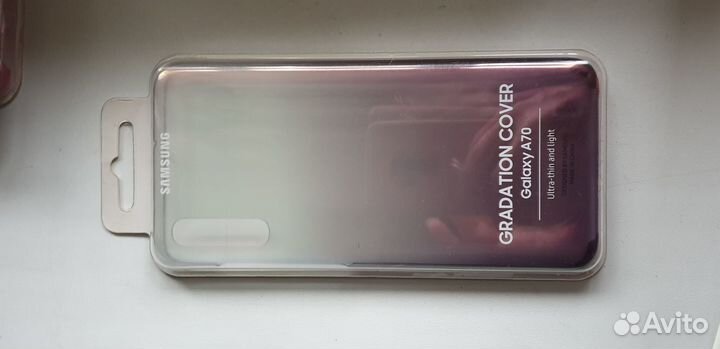 SAMSUNG
GRADATION COVER
Galaxy A70
Ultra-thin and light
Avito